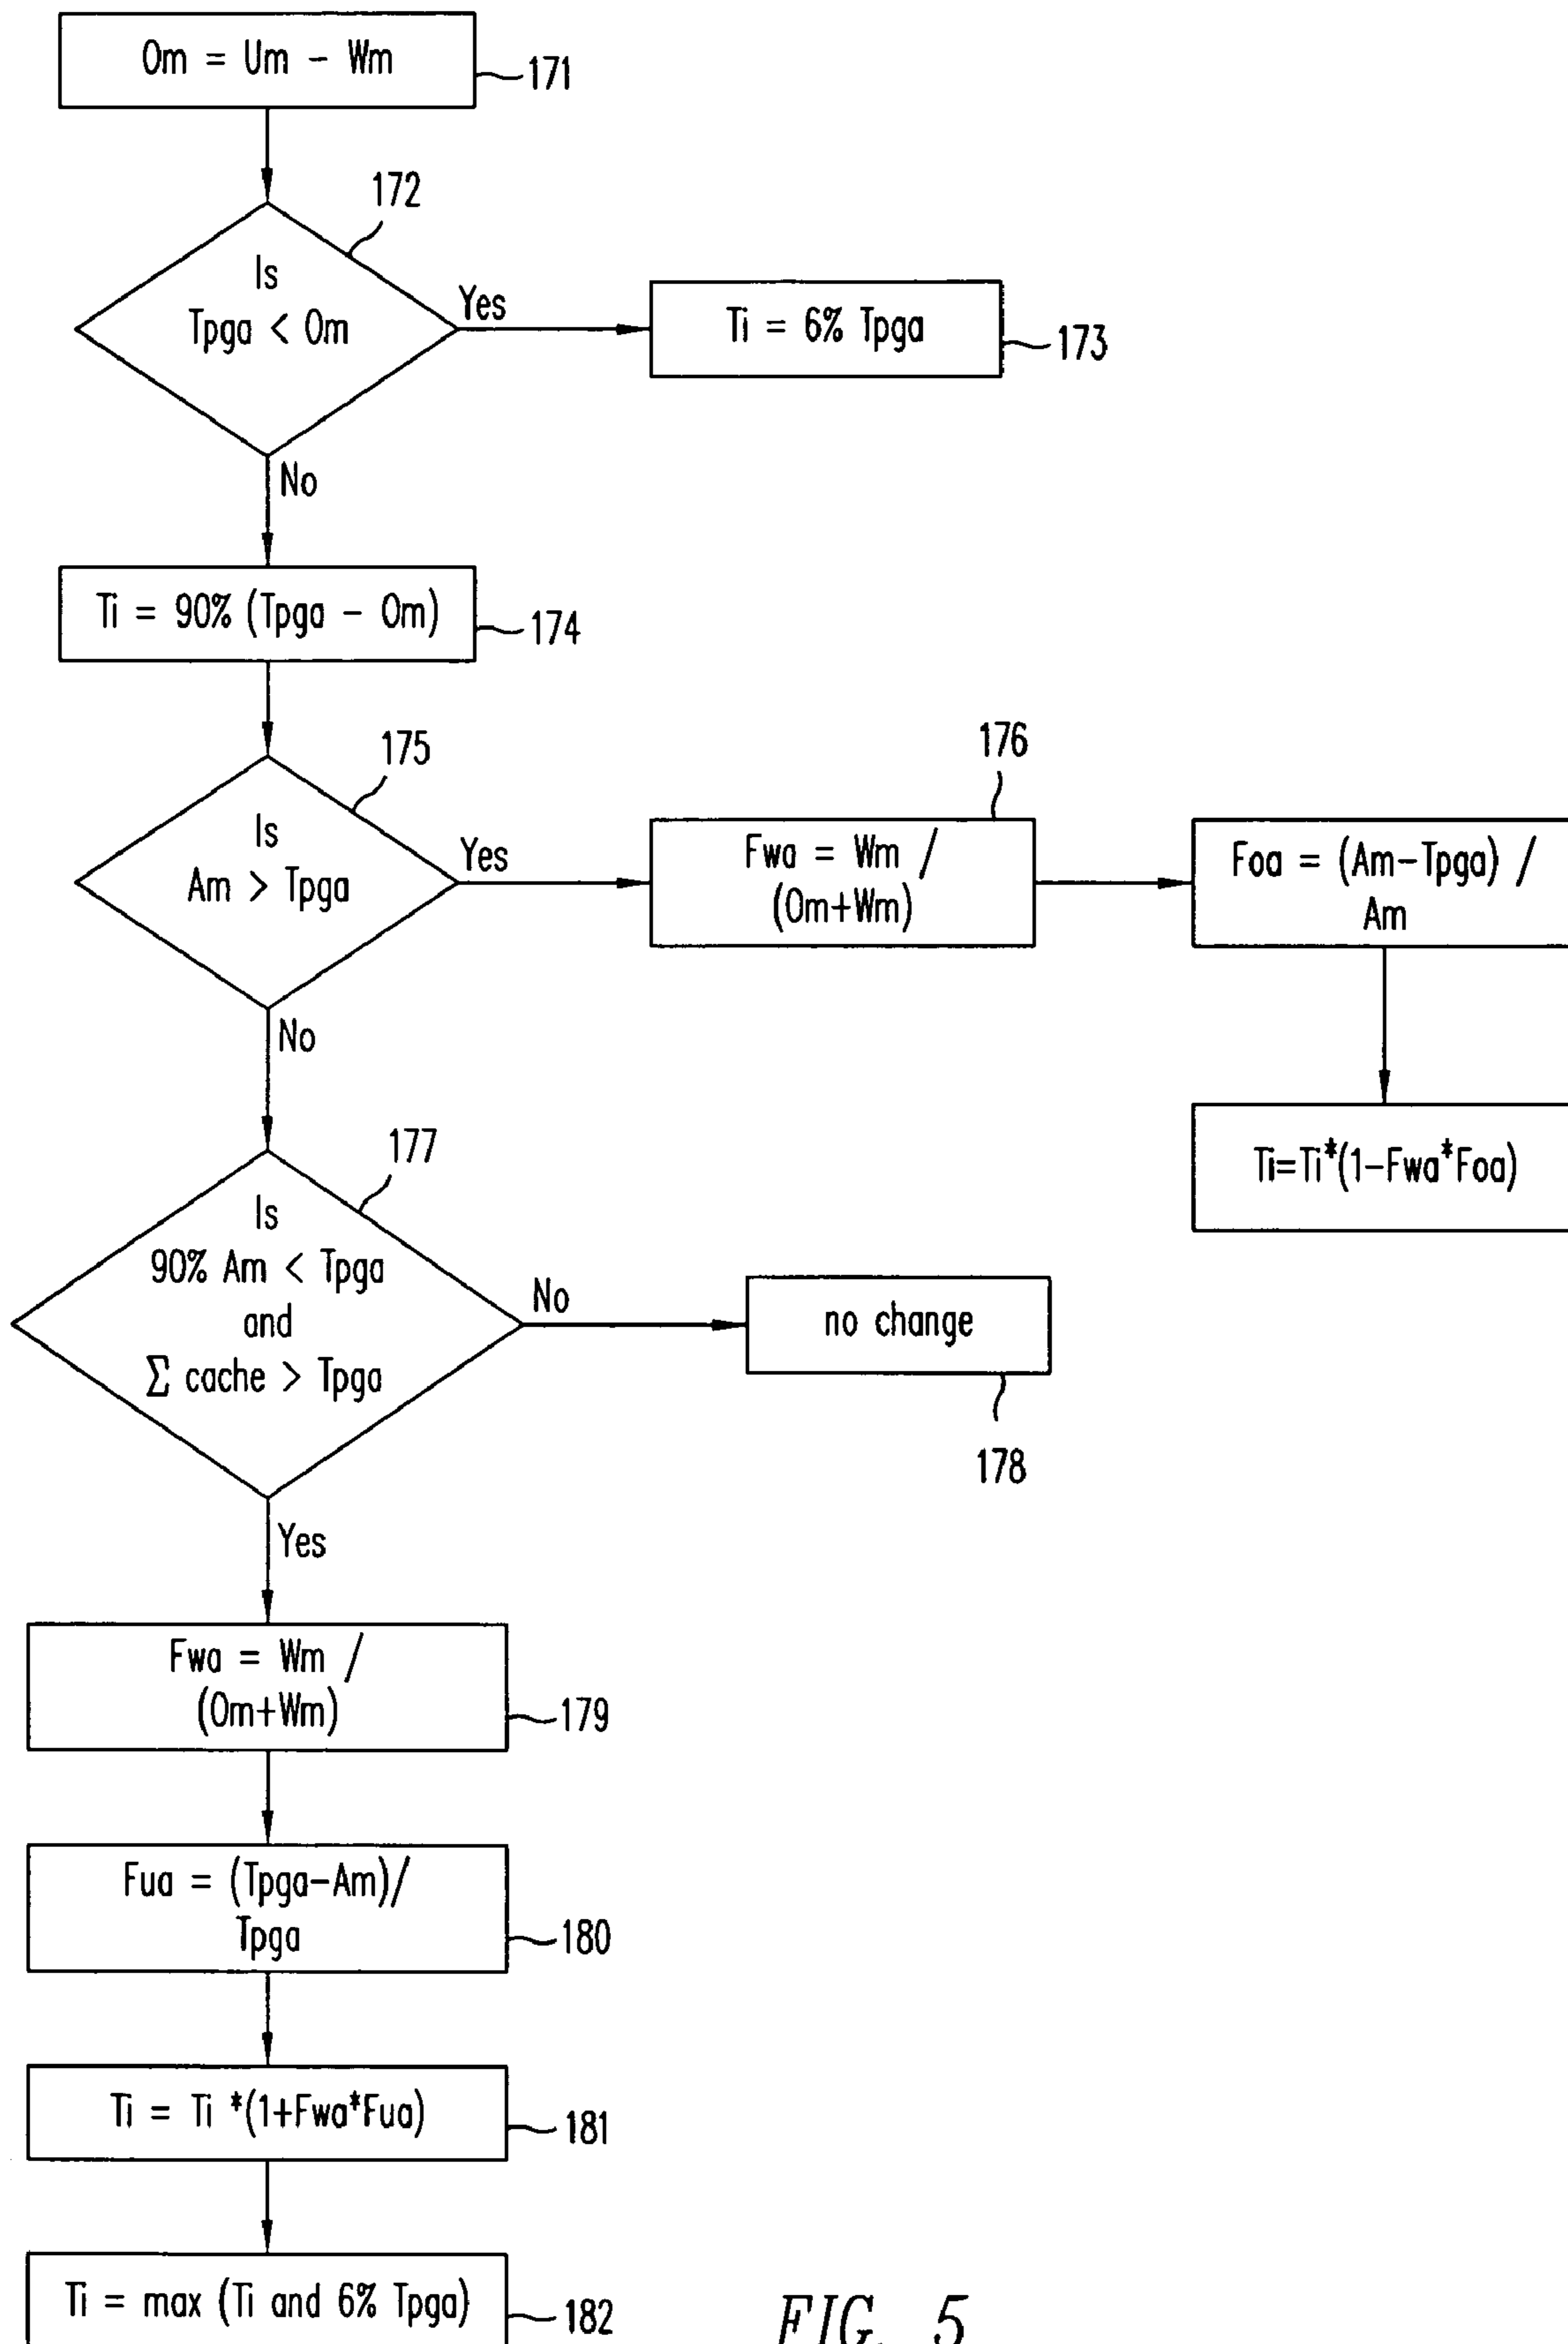 Om = Um - Wm
171
172
Is
Tpga < Om
Yes
Ti = 6% Tpga
173
No
Ti = 90% (Tpga - Om)
174
175
Is
Am > Tpga
Yes
176
Fwa = Wm /
(Om+Wm)
Foa = (Am-Tpga) /
Am
Ti=Ti*(1-Fwa*Foa)
No
177
Is
90% Am < Tpga
and
Σ cache > Tpga
No
no change
178
Yes
Fwa = Wm /
(Om+Wm)
179
Fua = (Tpga-Am)/
Tpga
180
Ti = Ti *(1+Fwa*Fua)
181
Ti = max (Ti and 6% Tpga)
182
FIG. 5